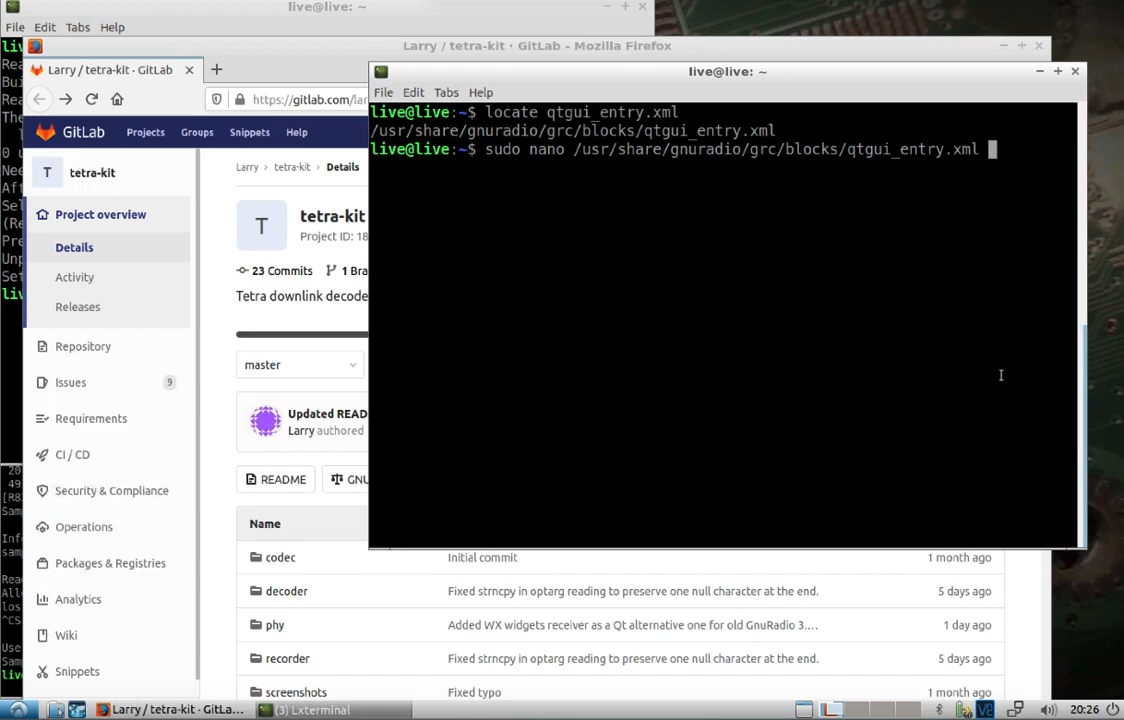 live@live: ~
File Edit Tabs Help
Larry / tetra-kit · GitLab - Mozilla Firefox
Larry / tetra-kit · GitLab
https://gitlab.com/lar
GitLab Projects Groups Snippets Help
T tetra-kit
Project overview
Details
Activity
Releases
Repository
Issues 9
Requirements
CI / CD
Security & Compliance
Operations
Packages & Registries
Analytics
Wiki
Snippets
Larry › tetra-kit › Details
T
tetra-kit
Project ID: 18
23 Commits 1 Bra
Tetra downlink decode
master
Updated READ
Larry authored
README GNU
Name
codec Initial commit 1 month ago
decoder Fixed strncpy in optarg reading to preserve one null character at the end. 5 days ago
phy Added WX widgets receiver as a Qt alternative one for old GnuRadio 3.... 1 day ago
recorder Fixed strncpy in optarg reading to preserve one null character at the end. 5 days ago
screenshots Fixed typo 1 month ago
live@live: ~
File Edit Tabs Help
live@live:~$ locate qtgui_entry.xml
/usr/share/gnuradio/grc/blocks/qtgui_entry.xml
live@live:~$ sudo nano /usr/share/gnuradio/grc/blocks/qtgui_entry.xml
Larry / tetra-kit · GitLa... (3) Lxterminal 20:26